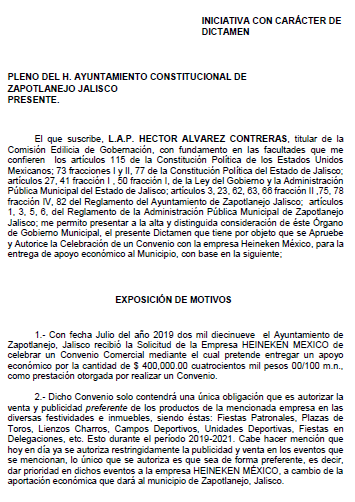 INICIATIVA CON CARÁCTER DE
DICTAMEN
PLENO DEL H. AYUNTAMIENTO CONSTITUCIONAL DE
ZAPOTLANEJO JALISCO
PRESENTE.
El que suscribe, L.A.P. HECTOR ALVAREZ CONTRERAS, titular de la
Comisión Edilicia de Gobernación, con fundamento en las facultades que me
confieren los artículos 115 de la Constitución Política de los Estados Unidos
Mexicanos; 73 fracciones I y II, 77 de la Constitución Política del Estado de Jalisco;
artículos 27, 41 fracción I , 50 fracción I, de la Ley del Gobierno y la Administración
Pública Municipal del Estado de Jalisco; artículos 3, 23, 62, 63, 66 fracción II ,75, 78
fracción IV, 82 del Reglamento del Ayuntamiento de Zapotlanejo Jalisco; artículos
1, 3, 5, 6, del Reglamento de la Administración Pública Municipal de Zapotlanejo
Jalisco; me permito presentar a la alta y distinguida consideración de éste Órgano
de Gobierno Municipal, el presente Dictamen que tiene por objeto que se Apruebe
y Autorice la Celebración de un Convenio con la empresa Heineken México, para la
entrega de apoyo económico al Municipio, con base en la siguiente;
EXPOSICIÓN DE MOTIVOS
1.- Con fecha Julio del año 2019 dos mil diecinueve el Ayuntamiento de
Zapotlanejo, Jalisco recibió la Solicitud de la Empresa HEINEKEN MEXICO de
celebrar un Convenio Comercial mediante el cual pretende entregar un apoyo
económico por la cantidad de $ 400,000.00 cuatrocientos mil pesos 00/100 m.n.,
como prestación otorgada por realizar un Convenio.
2.- Dicho Convenio solo contendrá una única obligación que es autorizar la
venta y publicidad preferente de los productos de la mencionada empresa en las
diversas festividades e inmuebles, siendo éstas: Fiestas Patronales, Plazas de
Toros, Lienzos Charros, Campos Deportivos, Unidades Deportivas, Fiestas en
Delegaciones, etc. Esto durante el período 2019-2021. Cabe hacer mención que
hoy en día ya se autoriza restringidamente la publicidad y venta en los eventos que
se mencionan, lo único que se autoriza es que sea de forma preferente, es decir,
dar prioridad en dichos eventos a la empresa HEINEKEN MÉXICO, a cambio de la
aportación económica que dará al municipio de Zapotlanejo, Jalisco.